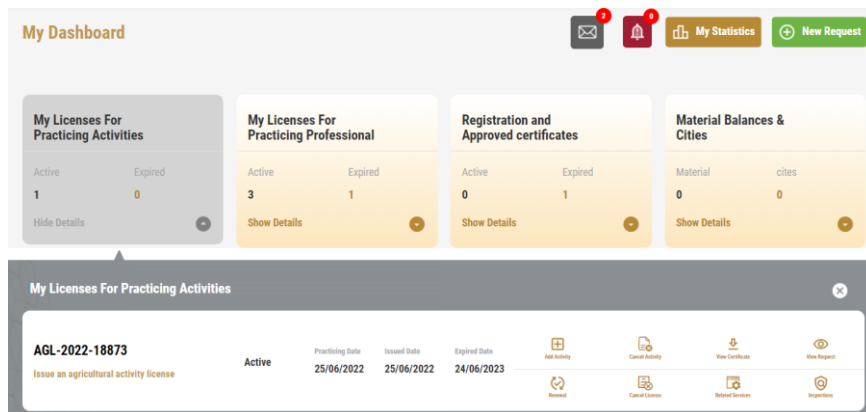 My Dashboard
2
0
My Statistics
New Request
My Licenses For
Practicing Activities
Active Expired
1 0
Hide Details
My Licenses For
Practicing Professional
Active Expired
3 1
Show Details
Registration and
Approved certificates
Active Expired
0 1
Show Details
Material Balances &
Cities
Material cites
0 0
Show Details
My Licenses For Practicing Activities
AGL-2022-18873
Issue an agricultural activity license
Active
Practicing Date Issued Date Expired Date
25/06/2022 25/06/2022 24/06/2023
Add Activity Cancel Activity View Certificate View Request
Renewal Cancel License Related Services Inspections